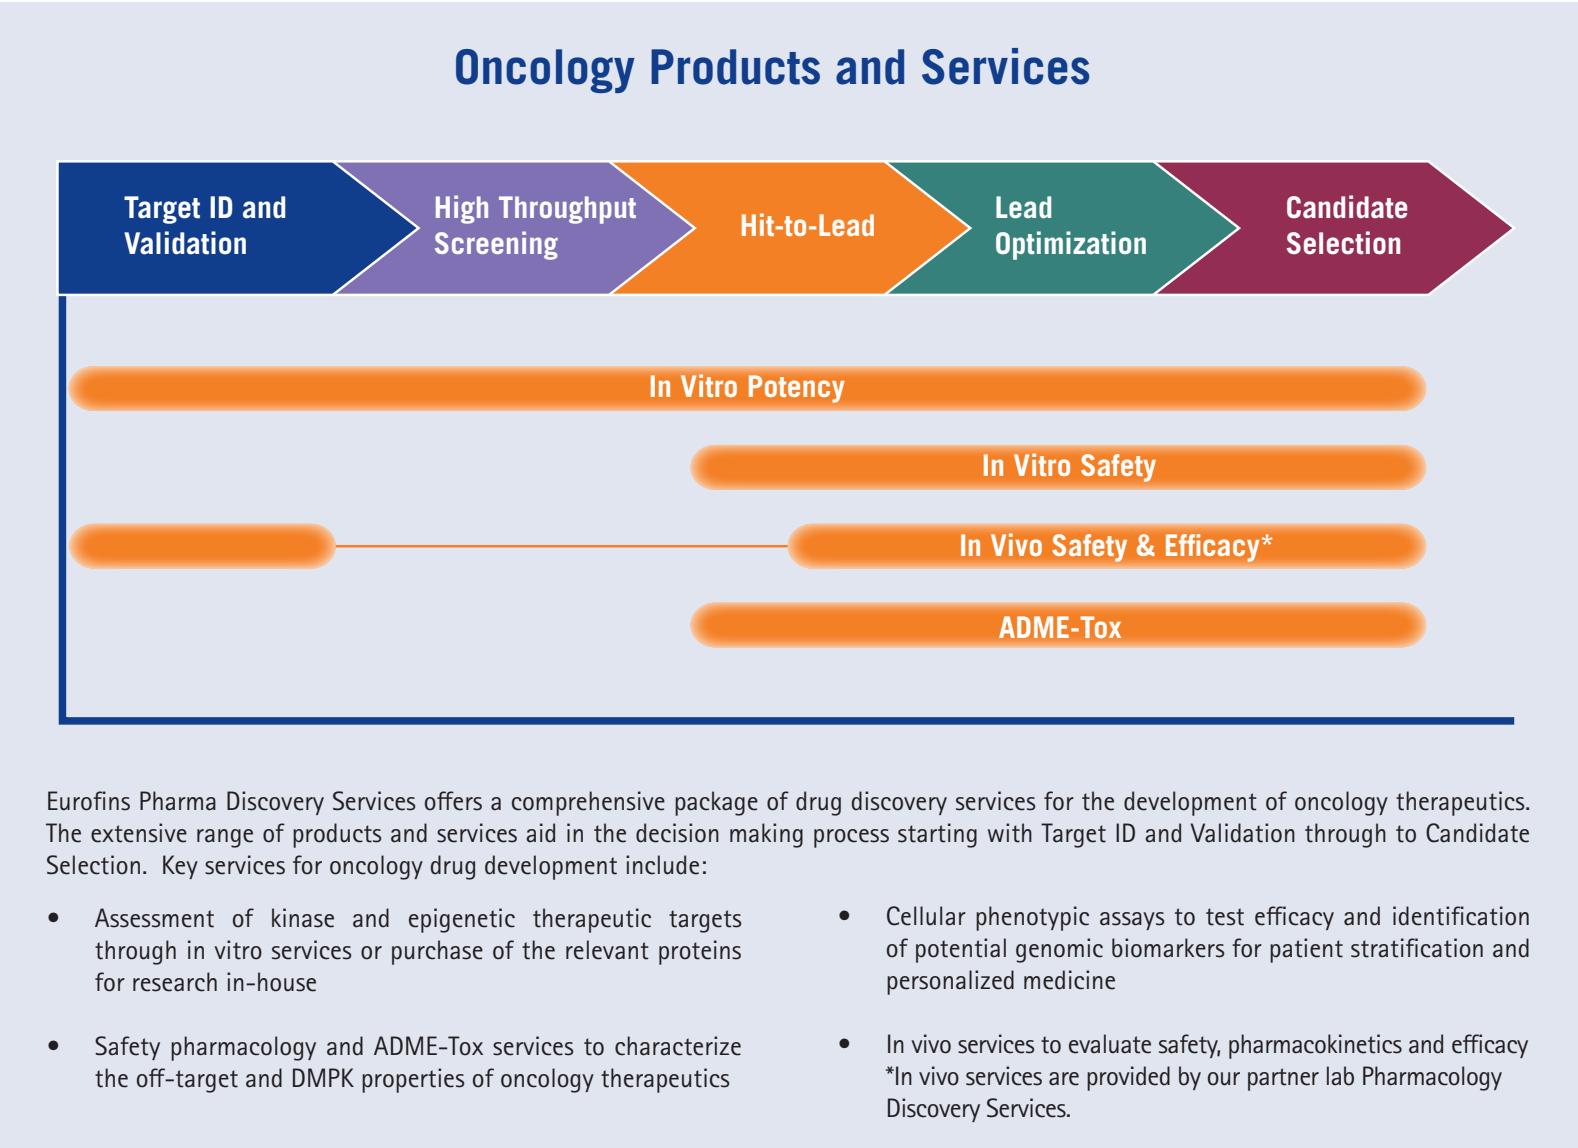 Oncology Products and Services
Target ID and
Validation
High Throughput
Screening
Hit-to-Lead
Lead
Optimization
Candidate
Selection
In Vitro Potency
In Vitro Safety
In Vivo Safety & Efficacy*
ADME-Tox
Eurofins Pharma Discovery Services offers a comprehensive package of drug discovery services for the development of oncology therapeutics.
The extensive range of products and services aid in the decision making process starting with Target ID and Validation through to Candidate
Selection. Key services for oncology drug development include:
• Assessment of kinase and epigenetic therapeutic targets
through in vitro services or purchase of the relevant proteins
for research in-house
• Safety pharmacology and ADME-Tox services to characterize
the off-target and DMPK properties of oncology therapeutics
• Cellular phenotypic assays to test efficacy and identification
of potential genomic biomarkers for patient stratification and
personalized medicine
• In vivo services to evaluate safety, pharmacokinetics and efficacy
*In vivo services are provided by our partner lab Pharmacology
Discovery Services.